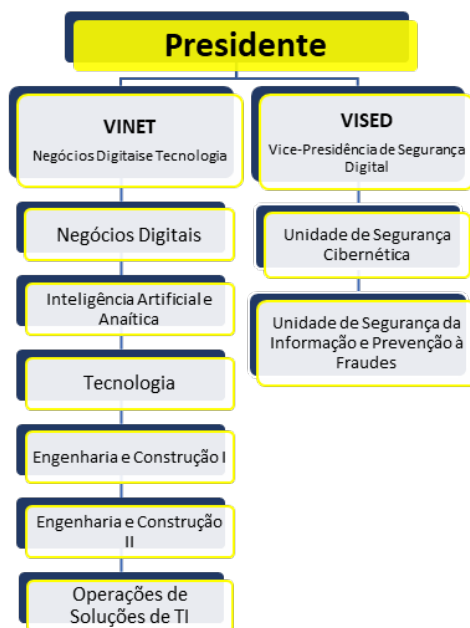 Presidente
VINET
Negócios Digitaise Tecnologia
VISED
Vice-Presidência de Segurança
Digital
Negócios Digitais
Inteligência Artificial e
Anaítica
Tecnologia
Engenharia e Construção I
Engenharia e Construção
II
Operações de
Soluções de TI
Unidade de Segurança
Cibernética
Unidade de Segurança da
Informação e Prevenção à
Fraudes